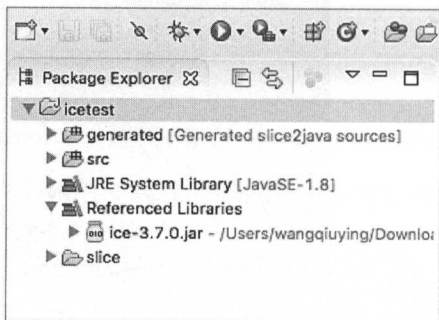 Package Explorer
icetest
generated [Generated slice2java sources]
src
JRE System Library [JavaSE-1.8]
Referenced Libraries
ice-3.7.0.jar - /Users/wangqiuying/Downloa
slice